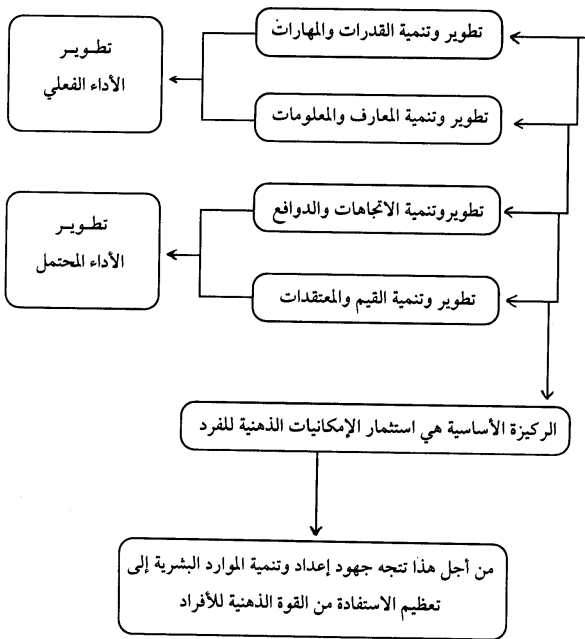 تطوير وتنمية القدرات والمهارات
تطـويـر
الأداء الفعلي
تطوير وتنمية المعارف والمعلومات
تطويروتنمية الاتجاهات والدوافع
تطـويـر
الأداء المحتمل
تطوير وتنمية القيم والمعتقدات
الركيزة الأساسية هي استثمار الإمكانيات الذهنية للفرد
من أجل هذا تتجه جهود إعداد وتنمية الموارد البشرية إلى
تعظيم الاستفادة من القوة الذهنية للأفراد